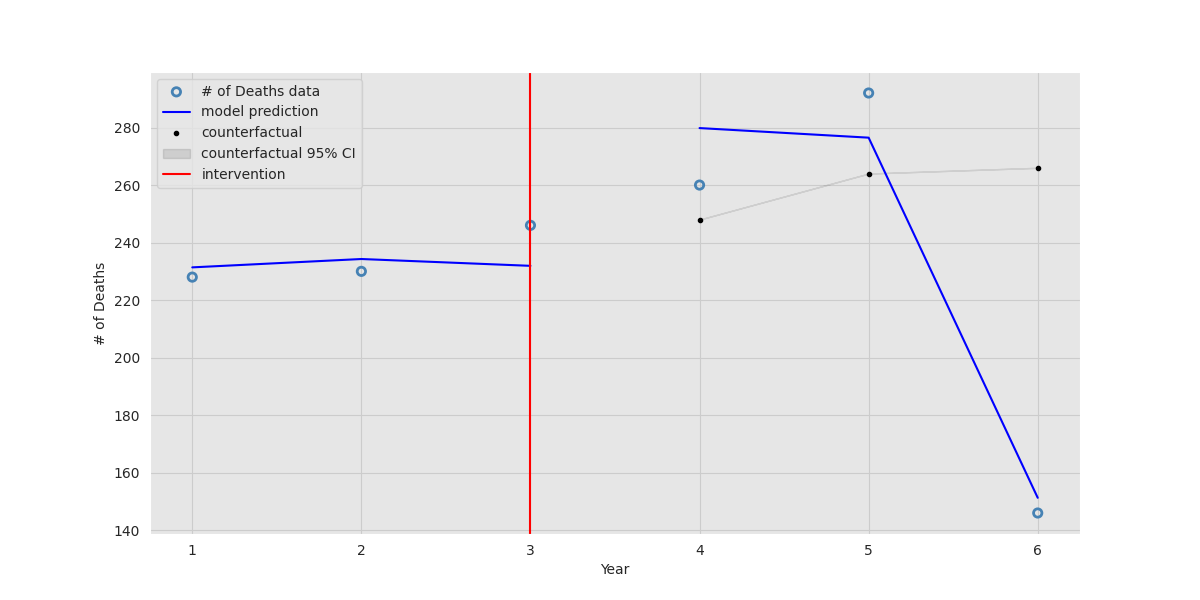 # of Deaths data
model prediction
counterfactual
counterfactual 95% CI
intervention
# of Deaths
280
260
240
220
200
180
160
140
1 2 3 4 5 6
Year